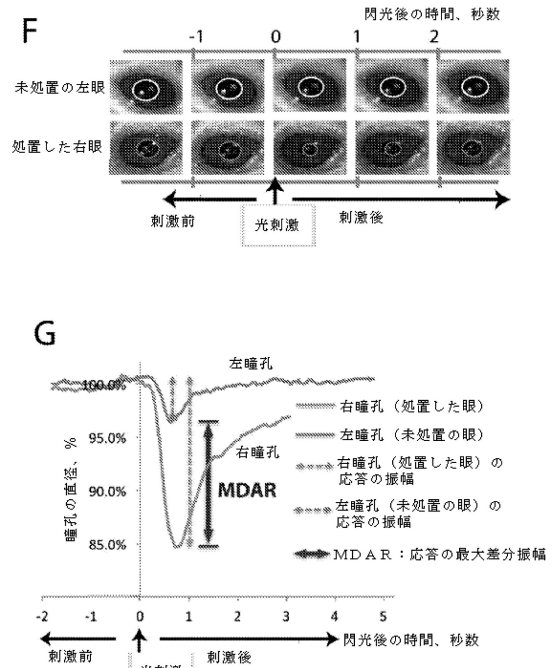 F
閃光後の時間、秒数
-1 0 1 2
未処置の左眼
処置した右眼
刺激前
光刺激
刺激後
G
左瞳孔
100.0%
95.0%
90.0%
85.0%
瞳孔の直径、%
右瞳孔
MDAR
右瞳孔（処置した眼）
左瞳孔（未処置の眼）
右瞳孔（処置した眼）の
応答の振幅
左瞳孔（未処置の眼）の
応答の振幅
MDAR：応答の最大差分振幅
-2 -1 0 1 2 3 4 5
閃光後の時間、秒数
刺激前
光刺激
刺激後